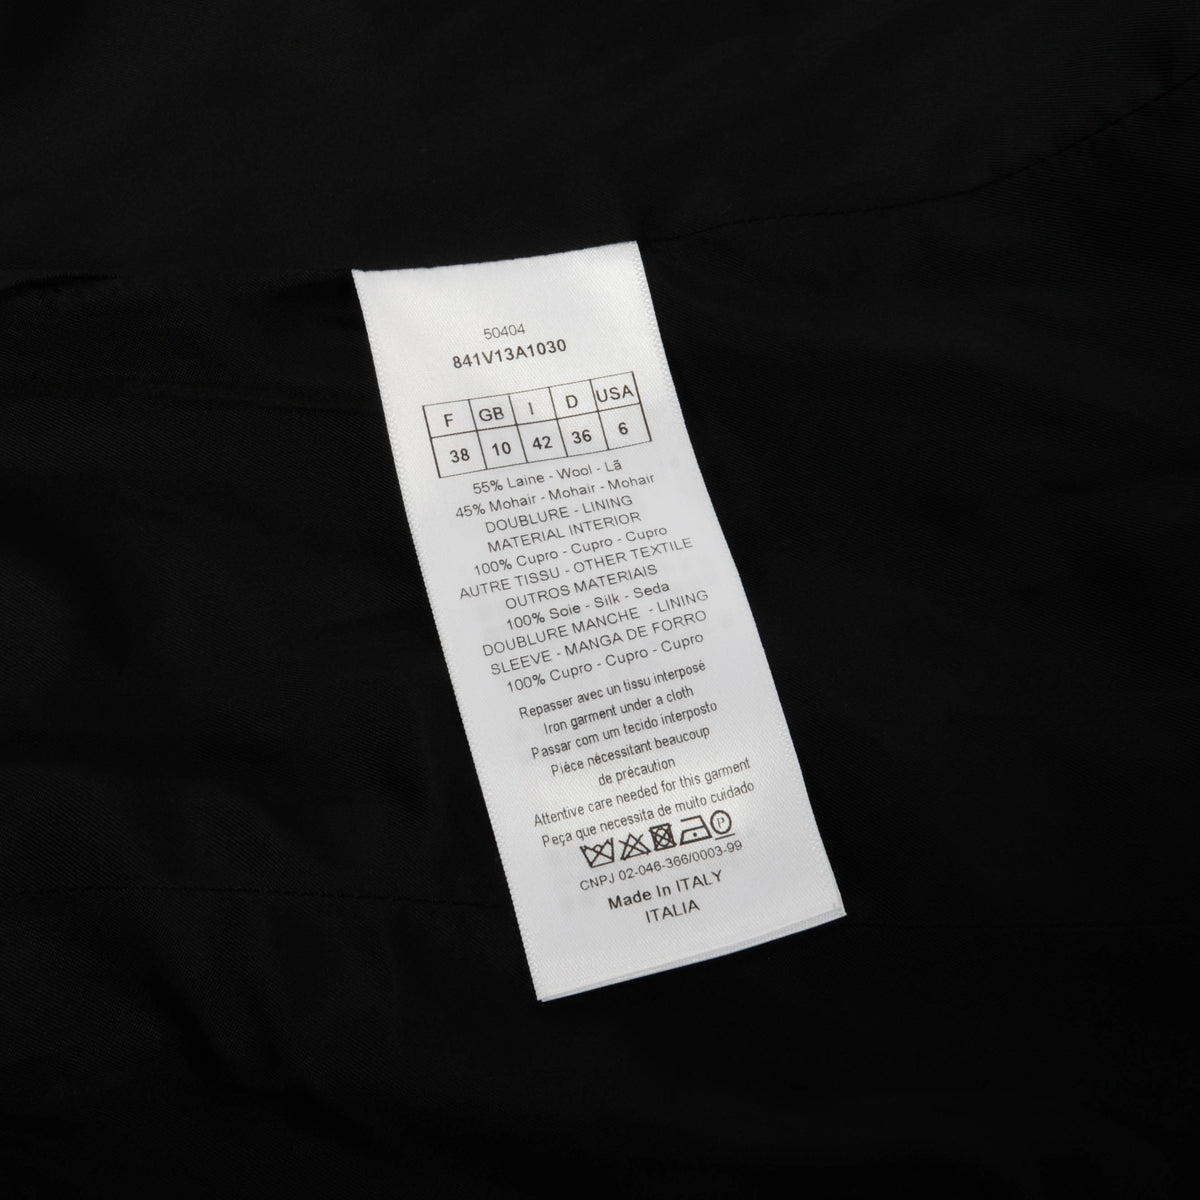 50404
841V13A1030
F GB I D USA
38 10 42 36 6
55% Laine - Wool - Lã
45% Mohair - Mohair - Mohair
DOUBLURE - LINING
MATERIAL INTERIOR
100% Cupro - Cupro - Cupro
AUTRE TISSU - OTHER TEXTILE
OUTROS MATERIAIS
100% Soie - Silk - Seda
DOUBLURE MANCHE - LINING
SLEEVE - MANGA DE FORRO
100% Cupro - Cupro - Cupro
Repasser avec un tissu interposé
Iron garment under a cloth
Passar com um tecido interposto
Pièce nécessitant beaucoup
de précaution
Attentive care needed for this garment
Peça que necessita de muito cuidado
P
CNPJ 02-046-366/0003-99
Made In ITALY
ITALIA